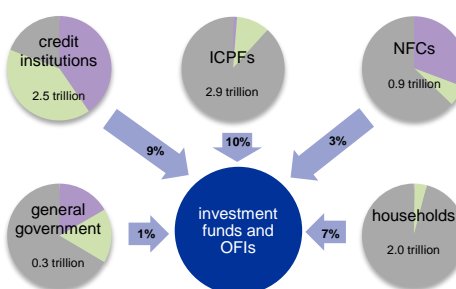 credit
institutions
2.5 trillion
ICPFs
2.9 trillion
NFCs
0.9 trillion
9%
10%
3%
general
government
0.3 trillion
1%
investment
funds and
OFIs
7%
households
2.0 trillion